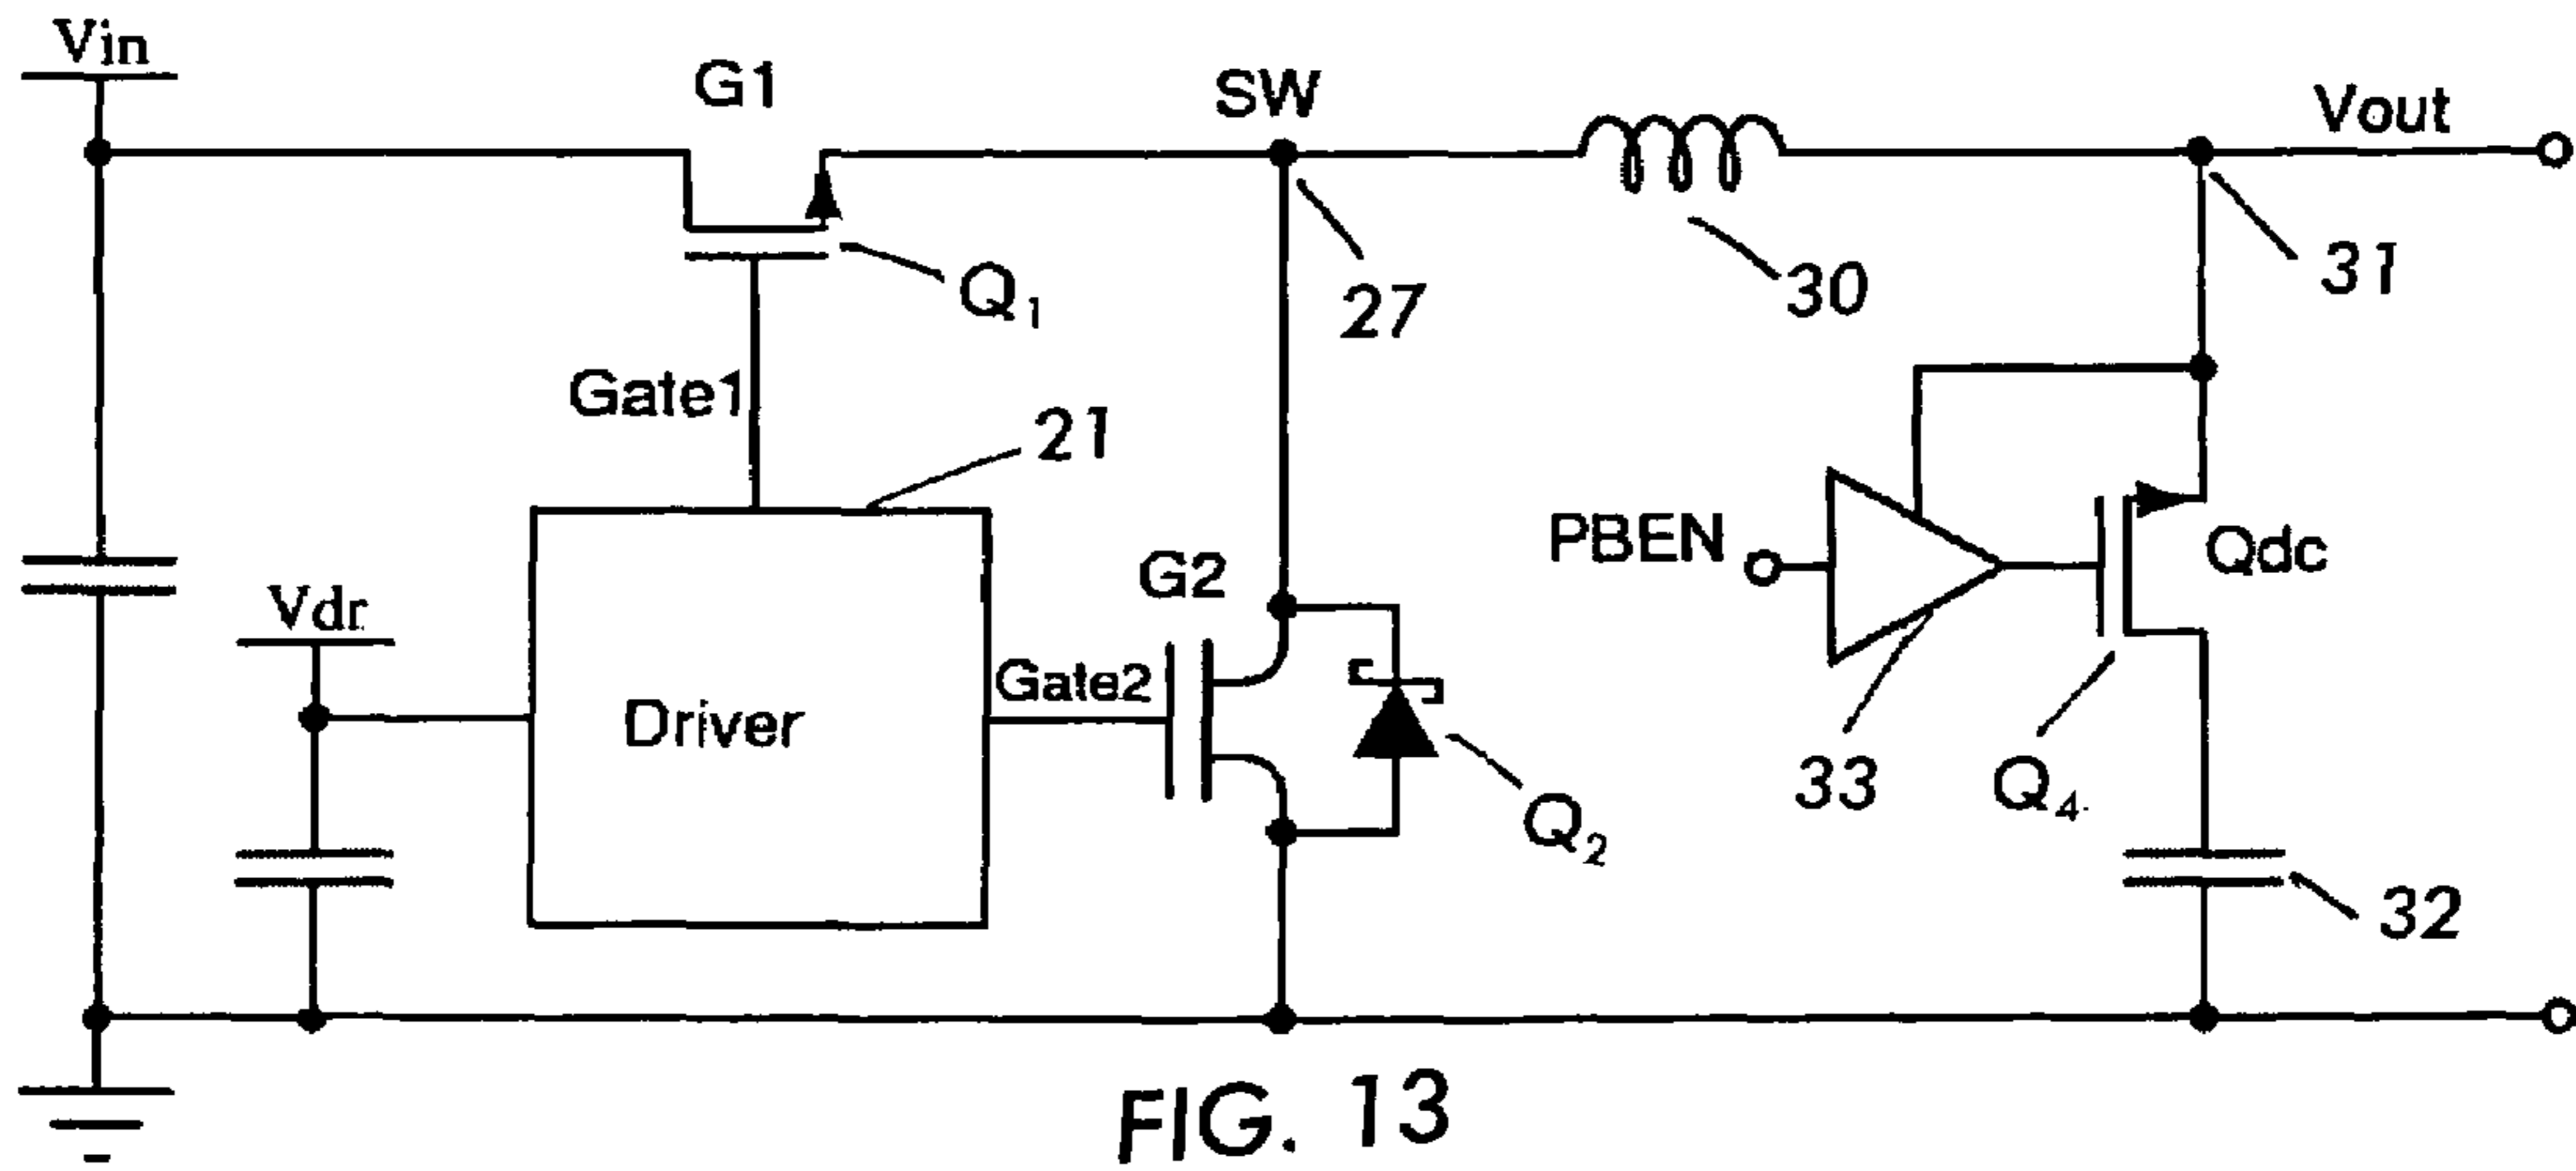 Vin
G1
SW
Vout
Q1
27
30
31
Gate1
21
PBEN
Qdc
G2
Vdr
Gate2
Driver
33
Q4
Q2
32
FIG. 13